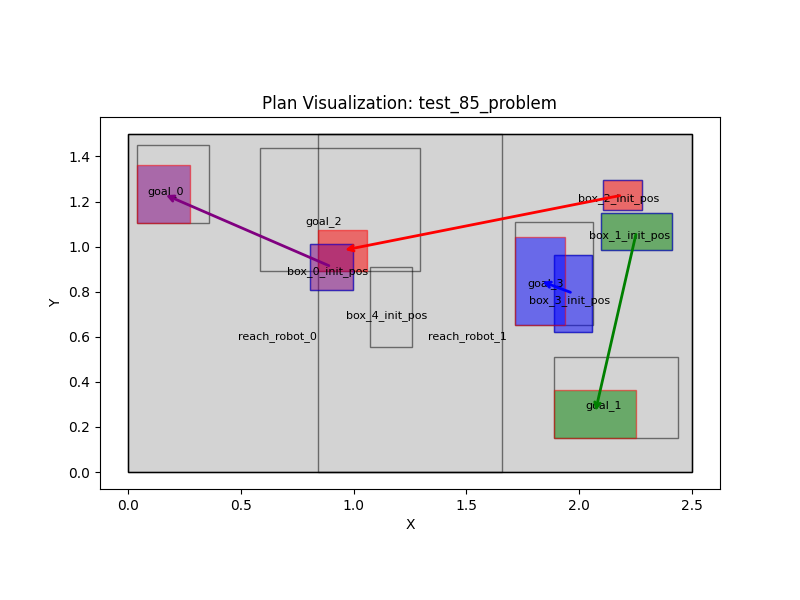 Plan Visualization: test_85_problem
goal_0
goal_2
box_2_init_pos
box_1_init_pos
box_0_init_pos
goal_3
box_3_init_pos
box_4_init_pos
reach_robot_0
reach_robot_1
goal_1
Y
1.4
1.2
1.0
0.8
0.6
0.4
0.2
0.0
0.0
0.5
1.0
1.5
2.0
2.5
X